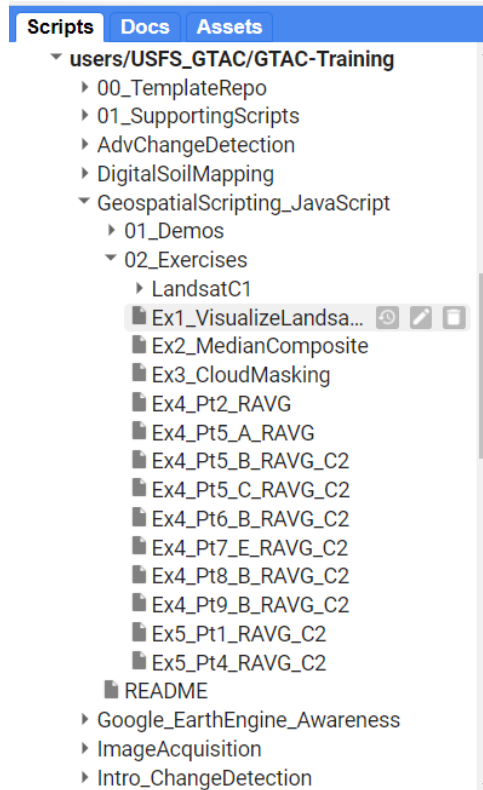 Scripts Docs Assets
users/USFS_GTAC/GTAC-Training
00_TemplateRepo
01_SupportingScripts
AdvChangeDetection
DigitalSoilMapping
GeospatialScripting_JavaScript
01_Demos
02_Exercises
LandsatC1
Ex1_VisualizeLandsa...
Ex2_MedianComposite
Ex3_CloudMasking
Ex4_Pt2_RAVG
Ex4_Pt5_A_RAVG
Ex4_Pt5_B_RAVG_C2
Ex4_Pt5_C_RAVG_C2
Ex4_Pt6_B_RAVG_C2
Ex4_Pt7_E_RAVG_C2
Ex4_Pt8_B_RAVG_C2
Ex4_Pt9_B_RAVG_C2
Ex5_Pt1_RAVG_C2
Ex5_Pt4_RAVG_C2
README
Google_EarthEngine_Awareness
ImageAcquisition
Intro_ChangeDetection